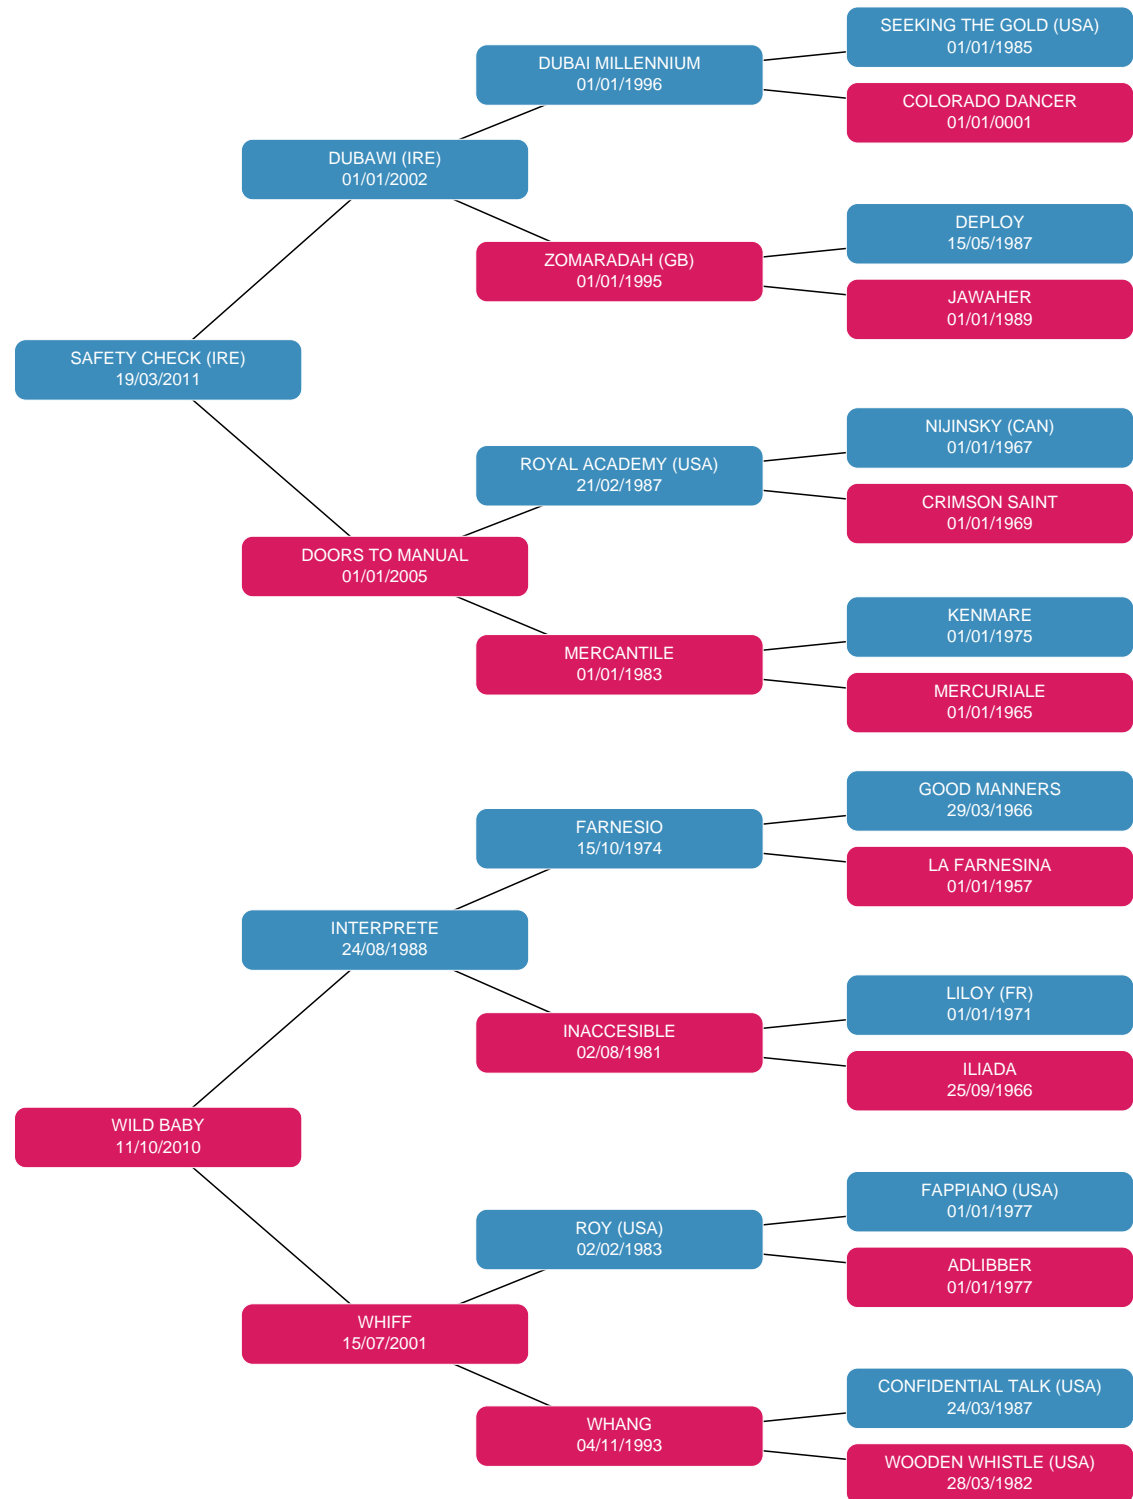 SEEKING THE GOLD (USA)
01/01/1985
DUBAI MILLENNIUM
01/01/1996
COLORADO DANCER
01/01/0001
DUBAWI (IRE)
01/01/2002
DEPLOY
15/05/1987
ZOMARADAH (GB)
01/01/1995
JAWAHER
01/01/1989
SAFETY CHECK (IRE)
19/03/2011
NIJINSKY (CAN)
01/01/1967
ROYAL ACADEMY (USA)
21/02/1987
CRIMSON SAINT
01/01/1969
DOORS TO MANUAL
01/01/2005
KENMARE
01/01/1975
MERCANTILE
01/01/1983
MERCURIALE
01/01/1965
GOOD MANNERS
29/03/1966
FARNESIO
15/10/1974
LA FARNESINA
01/01/1957
INTERPRETE
24/08/1988
LILOY (FR)
01/01/1971
INACCESIBLE
02/08/1981
ILIADA
25/09/1966
WILD BABY
11/10/2010
FAPPIANO (USA)
01/01/1977
ROY (USA)
02/02/1983
ADLIBBER
01/01/1977
WHIFF
15/07/2001
CONFIDENTIAL TALK (USA)
24/03/1987
WHANG
04/11/1993
WOODEN WHISTLE (USA)
28/03/1982